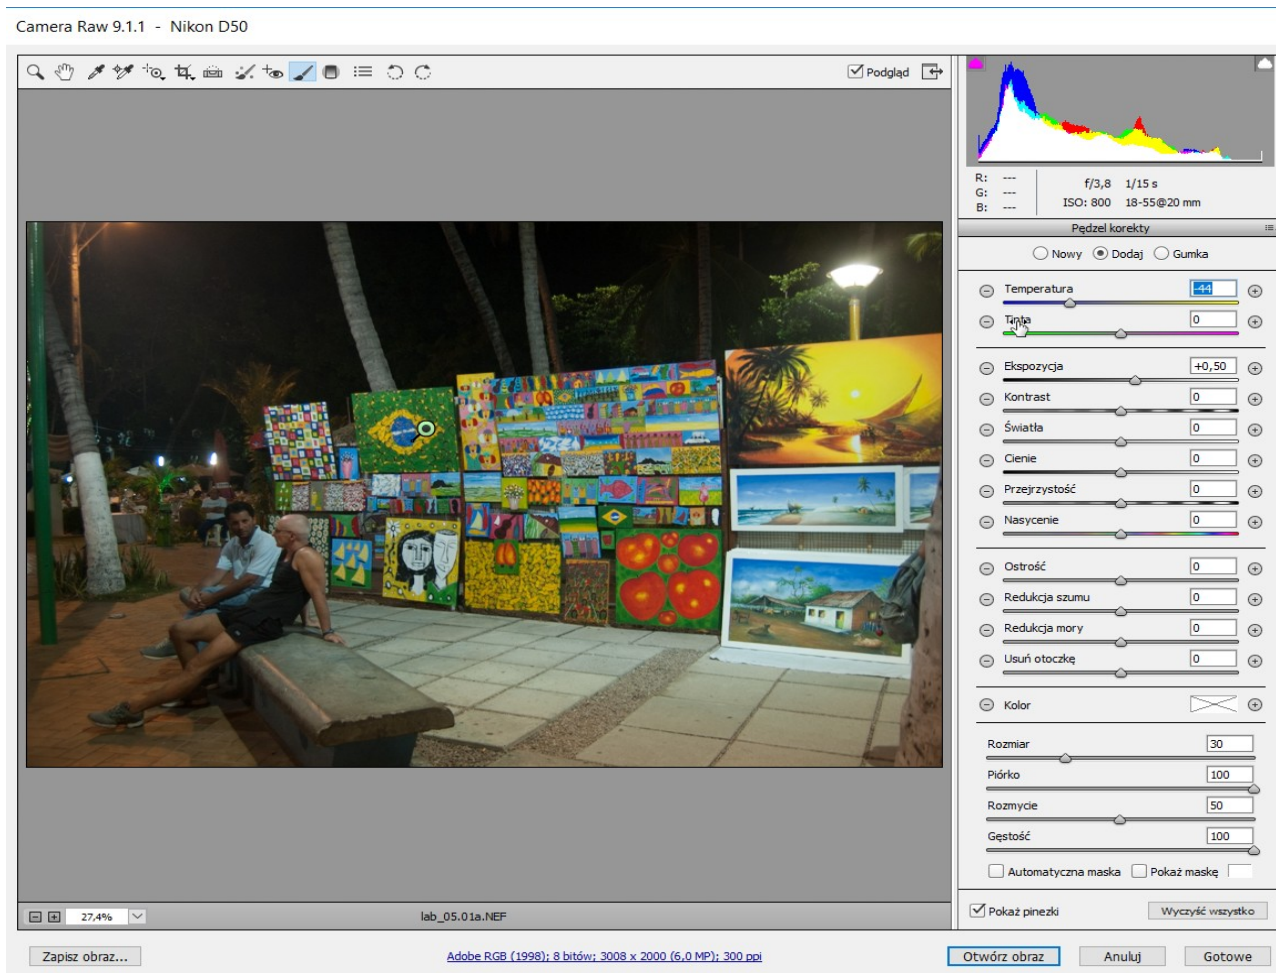 Camera Raw 9.1.1 - Nikon D50
Podgląd
R: ---
G: ---
B: ---
f/3,8 1/15 s
ISO: 800 18-55@20 mm
Pędzel korekty
Nowy Dodaj Gumka
Temperatura -44
Tinta 0
Ekspozycja +0,50
Kontrast 0
Światła 0
Cienie 0
Przejrzystość 0
Nasycenie 0
Ostrość 0
Redukcja szumu 0
Redukcja mory 0
Usuń otoczkę 0
Kolor
Rozmiar 30
Piórko 100
Rozmycie 50
Gęstość 100
Automatyczna maska Pokaż maskę
Pokaż pinezki Wyczyść wszystko
27,4% lab_05.01a.NEF
Zapisz obraz... Adobe RGB (1998); 8 bitów; 3008 x 2000 (6,0 MP); 300 ppi Otwórz obraz Anuluj Gotowe